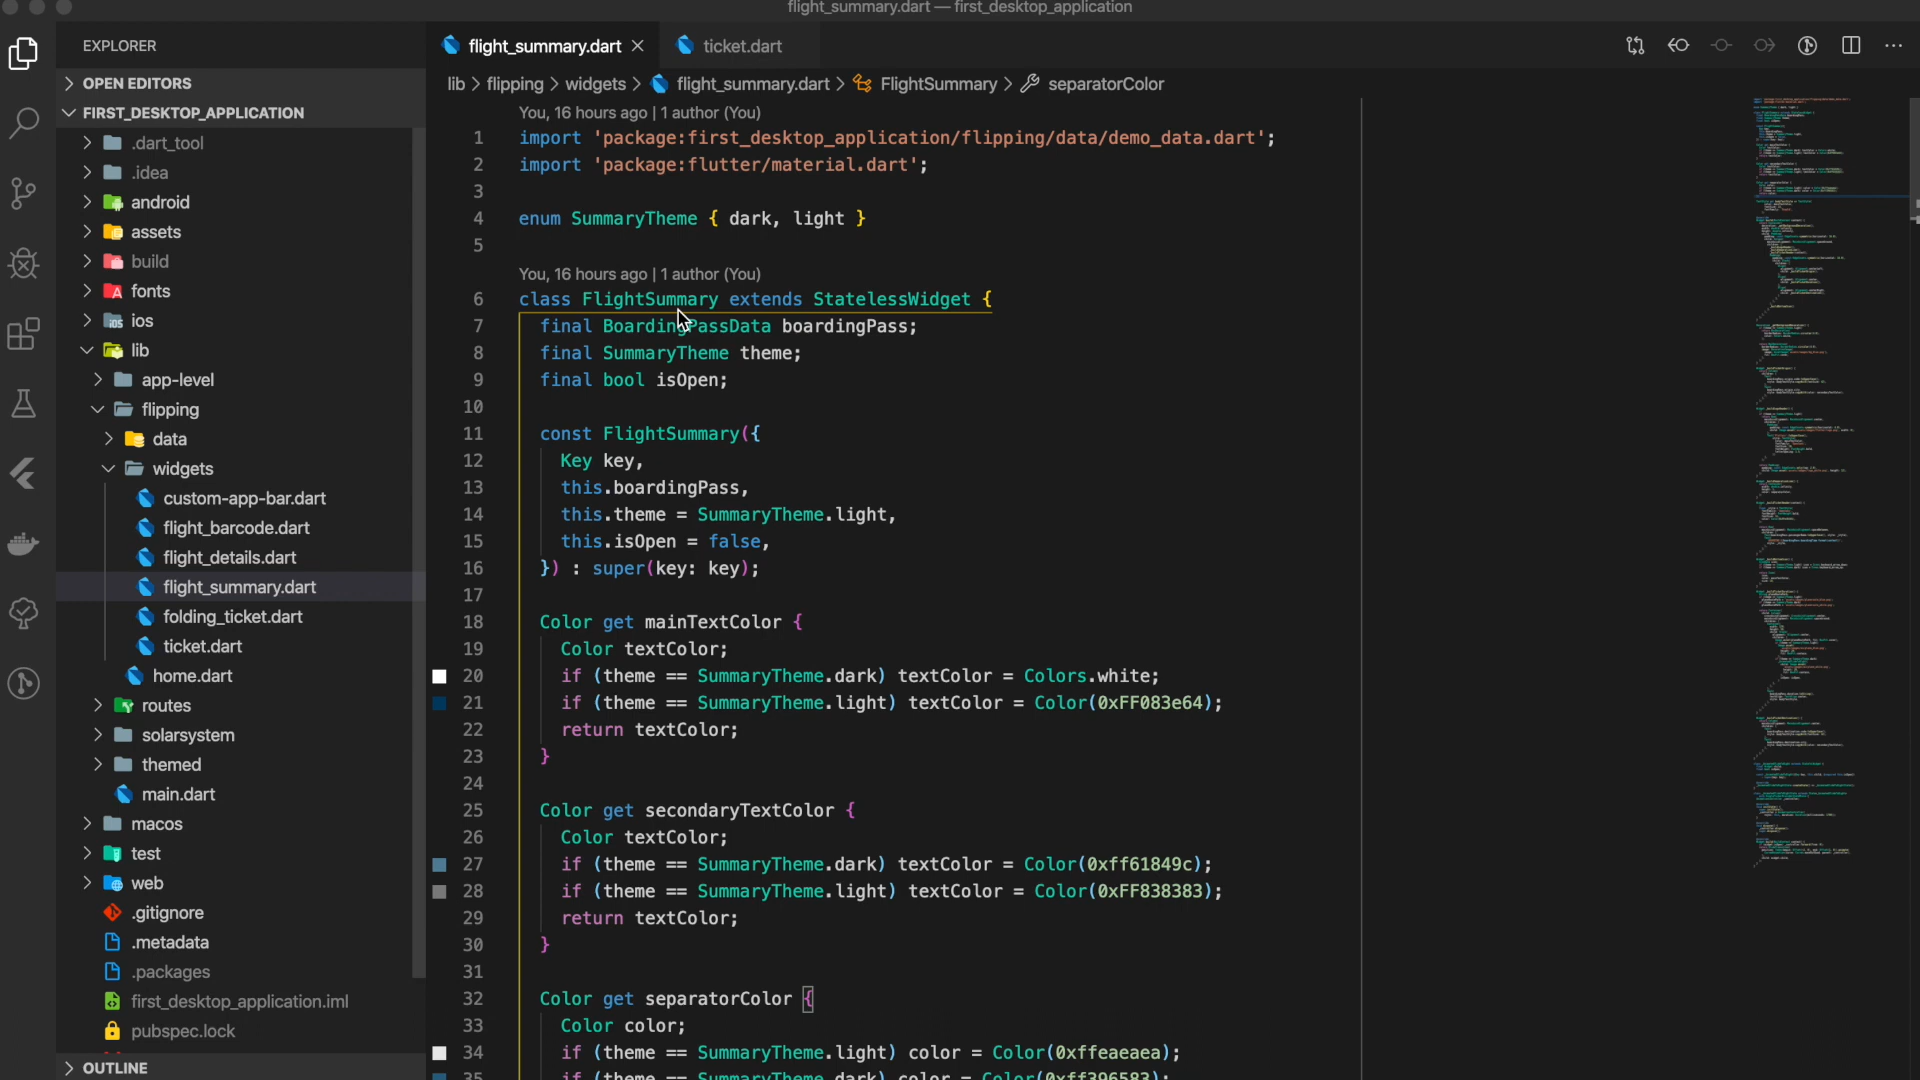 flight_summary.dart — first_desktop_application
EXPLORER
OPEN EDITORS
FIRST_DESKTOP_APPLICATION
.dart_tool
.idea
android
assets
build
fonts
ios
lib
app-level
flipping
data
widgets
custom-app-bar.dart
flight_barcode.dart
flight_details.dart
flight_summary.dart
folding_ticket.dart
ticket.dart
home.dart
routes
solarsystem
themed
main.dart
macos
test
web
.gitignore
.metadata
.packages
first_desktop_application.iml
pubspec.lock
OUTLINE
flight_summary.dart
ticket.dart
lib > flipping > widgets > flight_summary.dart > FlightSummary > separatorColor
You, 16 hours ago | 1 author (You)
1 import 'package:first_desktop_application/flipping/data/demo_data.dart';
2 import 'package:flutter/material.dart';
3
4 enum SummaryTheme { dark, light }
5
You, 16 hours ago | 1 author (You)
6 class FlightSummary extends StatelessWidget {
7 final BoardingPassData boardingPass;
8 final SummaryTheme theme;
9 final bool isOpen;
10
11 const FlightSummary({
12 Key key,
13 this.boardingPass,
14 this.theme = SummaryTheme.light,
15 this.isOpen = false,
16 }) : super(key: key);
17
18 Color get mainTextColor {
19 Color textColor;
20 if (theme == SummaryTheme.dark) textColor = Colors.white;
21 if (theme == SummaryTheme.light) textColor = Color(0xFF083e64);
22 return textColor;
23 }
24
25 Color get secondaryTextColor {
26 Color textColor;
27 if (theme == SummaryTheme.dark) textColor = Color(0xff61849c);
28 if (theme == SummaryTheme.light) textColor = Color(0xFF838383);
29 return textColor;
30 }
31
32 Color get separatorColor {
33 Color color;
34 if (theme == SummaryTheme.light) color = Color(0xffeaeaea);
35 if (theme == SummaryTheme.dark) color = Color(0xff396583);